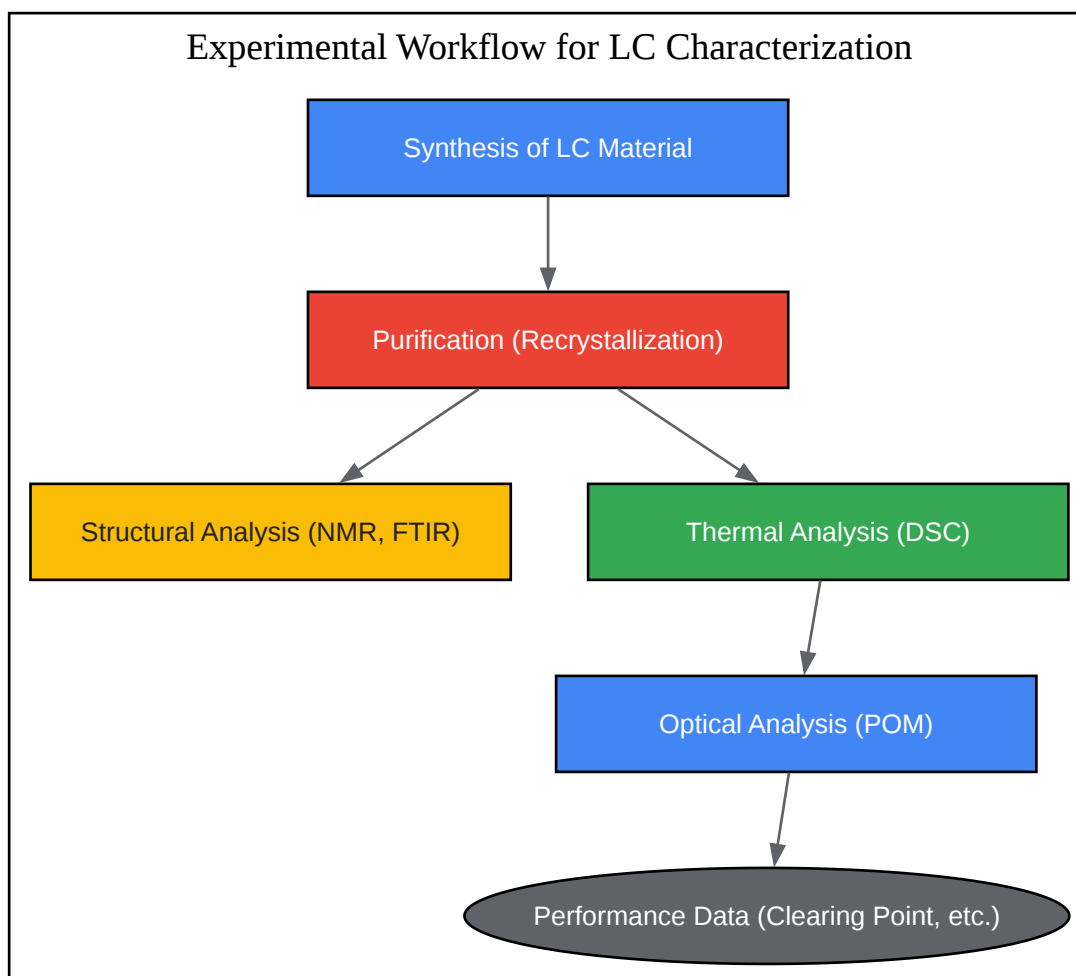 Experimental Workflow for LC Characterization
Synthesis of LC Material
Purification (Recrystallization)
Structural Analysis (NMR, FTIR)
Thermal Analysis (DSC)
Optical Analysis (POM)
Performance Data (Clearing Point, etc.)